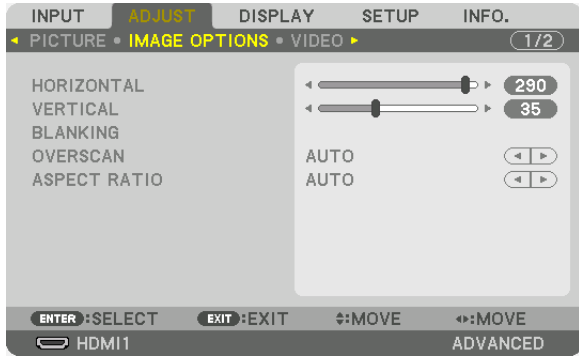 INPUT ADJUST DISPLAY SETUP INFO.
PICTURE • IMAGE OPTIONS • VIDEO 1/2
HORIZONTAL 290
VERTICAL 35
BLANKING
OVERSCAN AUTO
ASPECT RATIO AUTO
ENTER :SELECT EXIT :EXIT :MOVE :MOVE
HDMI1 ADVANCED